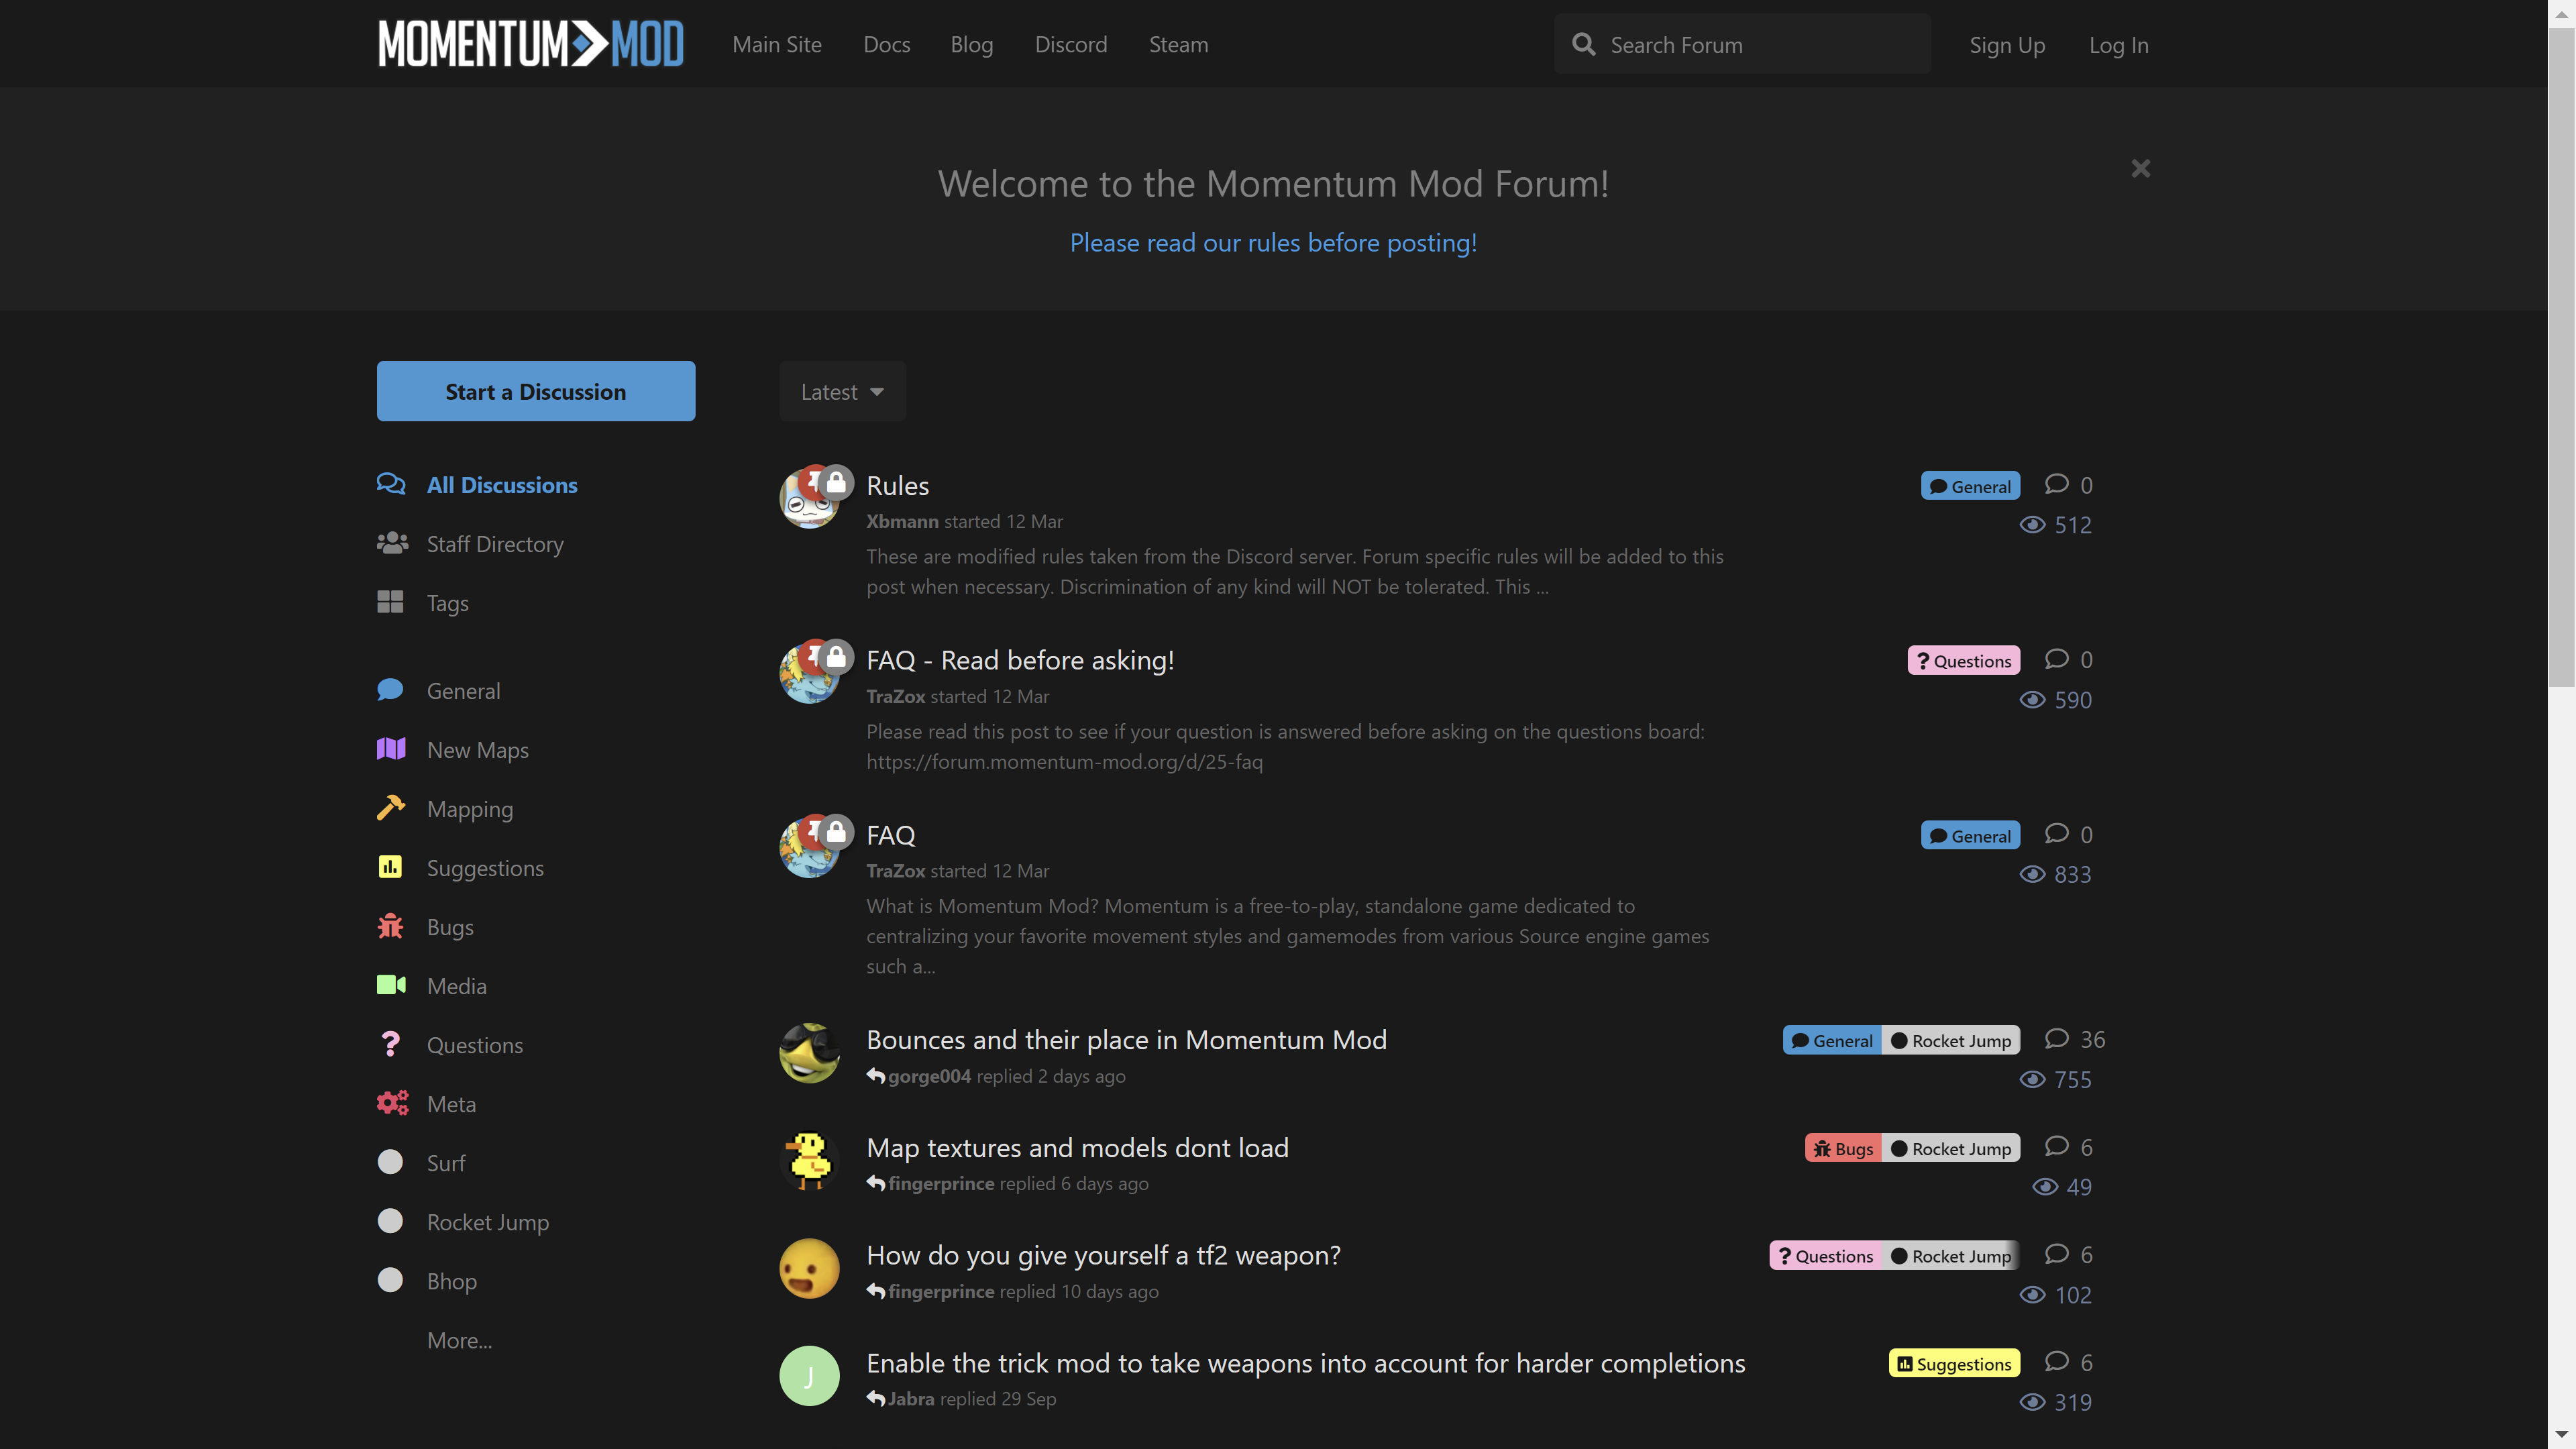 MOMENTUM MOD
Main Site
Docs
Blog
Discord
Steam
Search Forum
Sign Up
Log In
Welcome to the Momentum Mod Forum!
Please read our rules before posting!
Start a Discussion
All Discussions
Staff Directory
Tags
General
New Maps
Mapping
Suggestions
Bugs
Media
Questions
Meta
Surf
Rocket Jump
Bhop
More...
Latest
Rules
General
0
Xbmann started 12 Mar
512
These are modified rules taken from the Discord server. Forum specific rules will be added to this
post when necessary. Discrimination of any kind will NOT be tolerated. This ...
FAQ - Read before asking!
Questions
0
TraZox started 12 Mar
590
Please read this post to see if your question is answered before asking on the questions board:
https://forum.momentum-mod.org/d/25-faq
FAQ
General
0
TraZox started 12 Mar
833
What is Momentum Mod? Momentum is a free-to-play, standalone game dedicated to
centralizing your favorite movement styles and gamemodes from various Source engine games
such a...
Bounces and their place in Momentum Mod
General
Rocket Jump
36
gorge004 replied 2 days ago
755
Map textures and models dont load
Bugs
Rocket Jump
6
fingerprince replied 6 days ago
49
How do you give yourself a tf2 weapon?
Questions
Rocket Jump
6
fingerprince replied 10 days ago
102
J
Enable the trick mod to take weapons into account for harder completions
Suggestions
6
Jabra replied 29 Sep
319